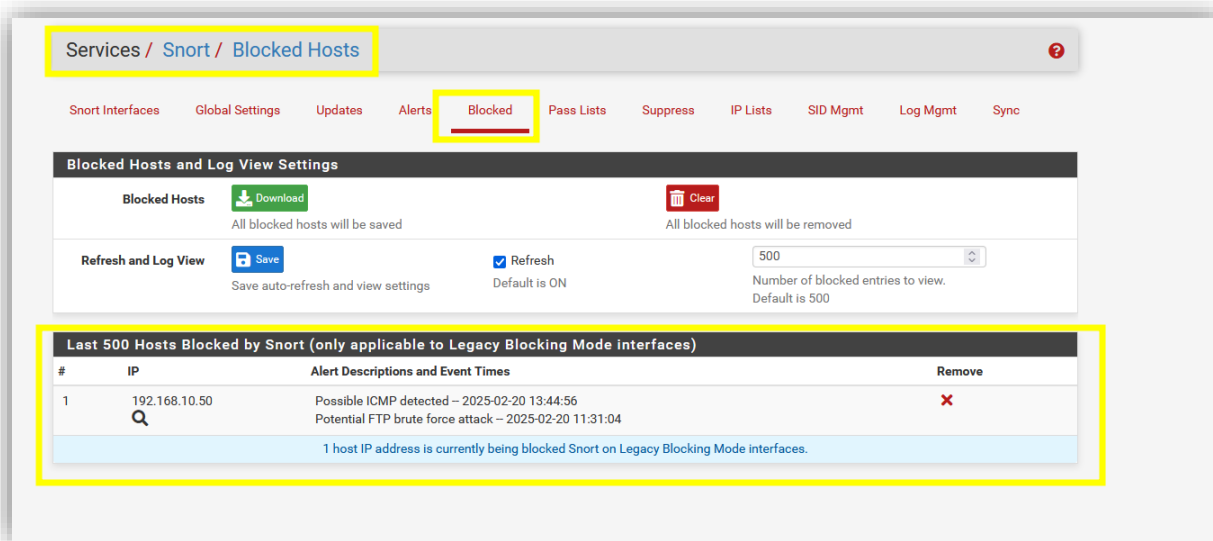 Services / Snort / Blocked Hosts
Snort Interfaces Global Settings Updates Alerts Blocked Pass Lists Suppress IP Lists SID Mgmt Log Mgmt Sync
Blocked Hosts and Log View Settings
Blocked Hosts Download Clear
All blocked hosts will be saved All blocked hosts will be removed
Refresh and Log View Save Refresh 500
Save auto-refresh and view settings Default is ON Number of blocked entries to view.
Default is 500
Last 500 Hosts Blocked by Snort (only applicable to Legacy Blocking Mode interfaces)
# IP Alert Descriptions and Event Times Remove
1 192.168.10.50 Possible ICMP detected -- 2025-02-20 13:44:56
Potential FTP brute force attack -- 2025-02-20 11:31:04
1 host IP address is currently being blocked Snort on Legacy Blocking Mode interfaces.